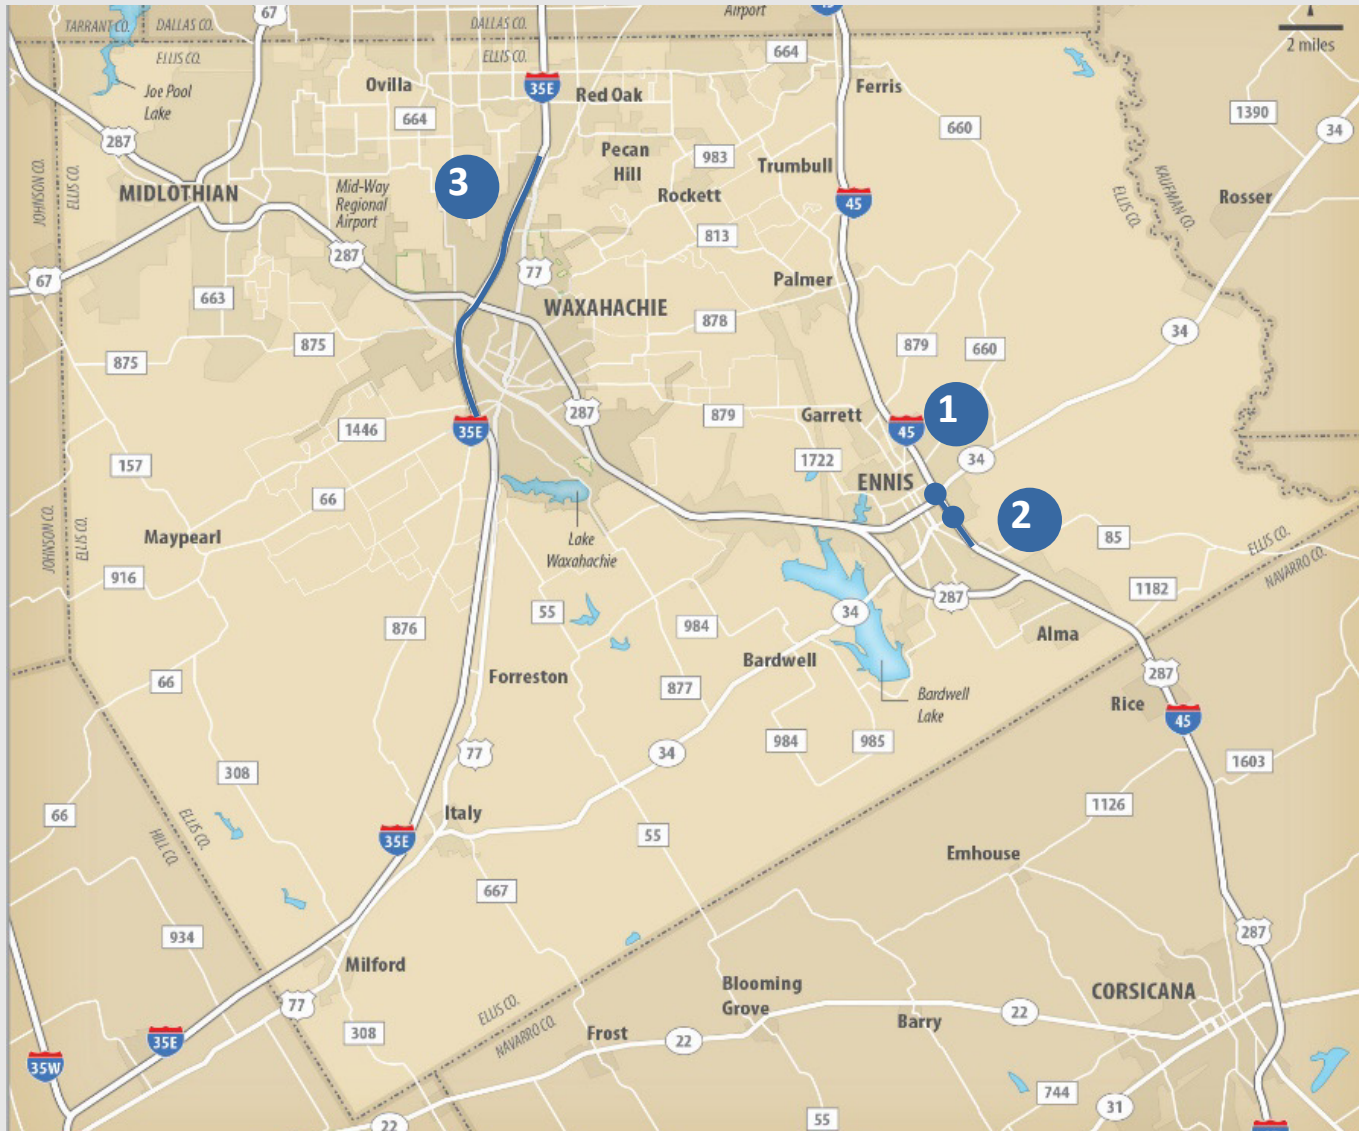 Airport
67
TARRANT CO.
DALLAS CO.
DALLAS CO.
ELLIS CO.
ELLIS CO.
2 miles
664
Joe Pool
Lake
Ovilla
35E
Red Oak
Ferris
664
660
1390
34
287
Pecan
Hill
983
Trumbull
3
Rockett
45
KAUFMAN CO.
ELLIS CO.
Rosser
JOHNSON CO.
ELLIS CO.
MIDLOTHIAN
Mid-Way
Regional
Airport
813
287
67
77
Palmer
663
WAXAHACHIE
878
34
875
875
879
660
1
287
879
Garrett
45
1446
35E
34
1722
157
66
ENNIS
2
Lake
Waxahachie
Maypearl
JOHNSON CO.
ELLIS CO.
85
ELLIS CO.
NAVARRO CO.
916
1182
287
55
34
876
984
Alma
Bardwell
Forreston
66
877
287
Bardwell
Lake
Rice
45
984
985
77
34
308
1603
66
Italy
1126
ELLIS CO.
HILL CO.
35E
55
Emhouse
667
934
287
Milford
Blooming
Grove
CORSICANA
77
ELLIS CO.
NAVARRO CO.
22
Barry
308
Frost
22
35E
35W
744
31
55
22